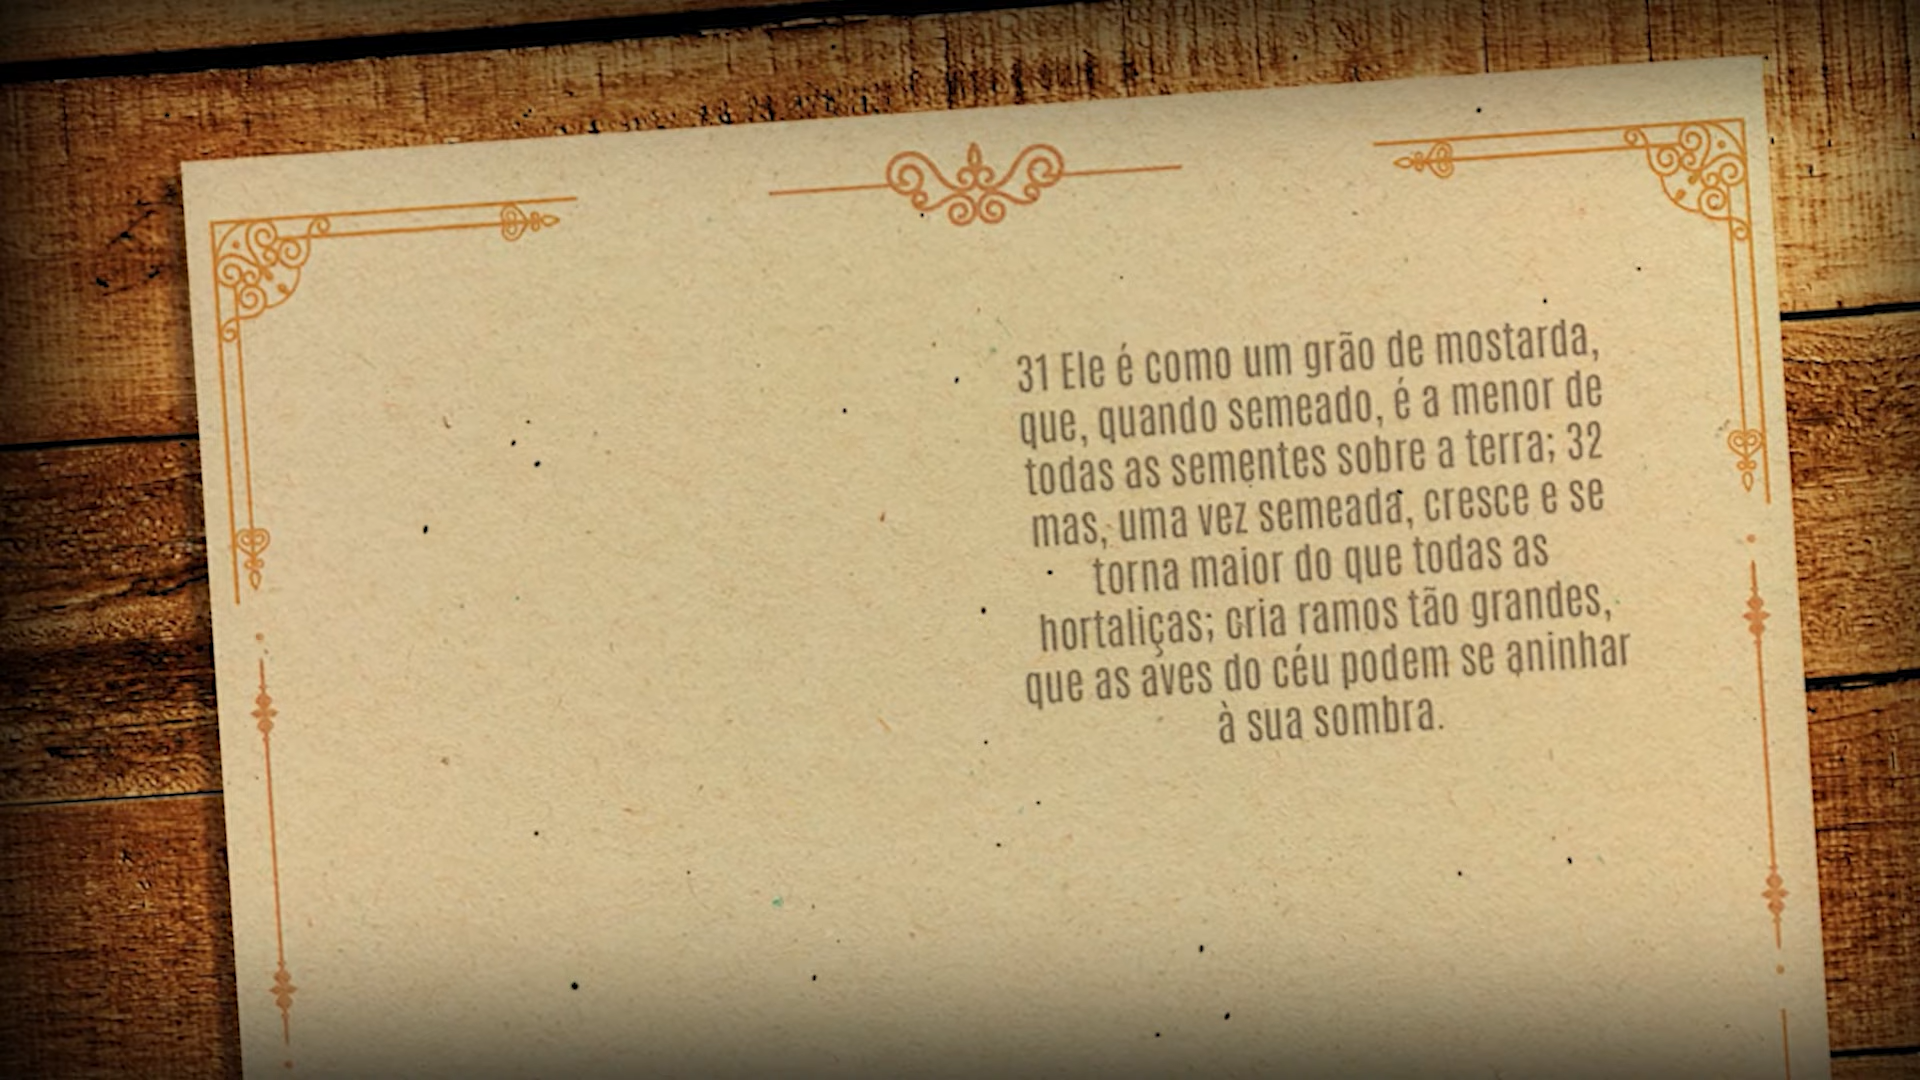 31 Ele é como um grão de mostarda,
que, quando semeado, é a menor de
todas as sementes sobre a terra; 32
mas, uma vez semeada, cresce e se
torna maior do que todas as
hortaliças; cria ramos tão grandes,
que as aves do céu podem se aninhar
à sua sombra.